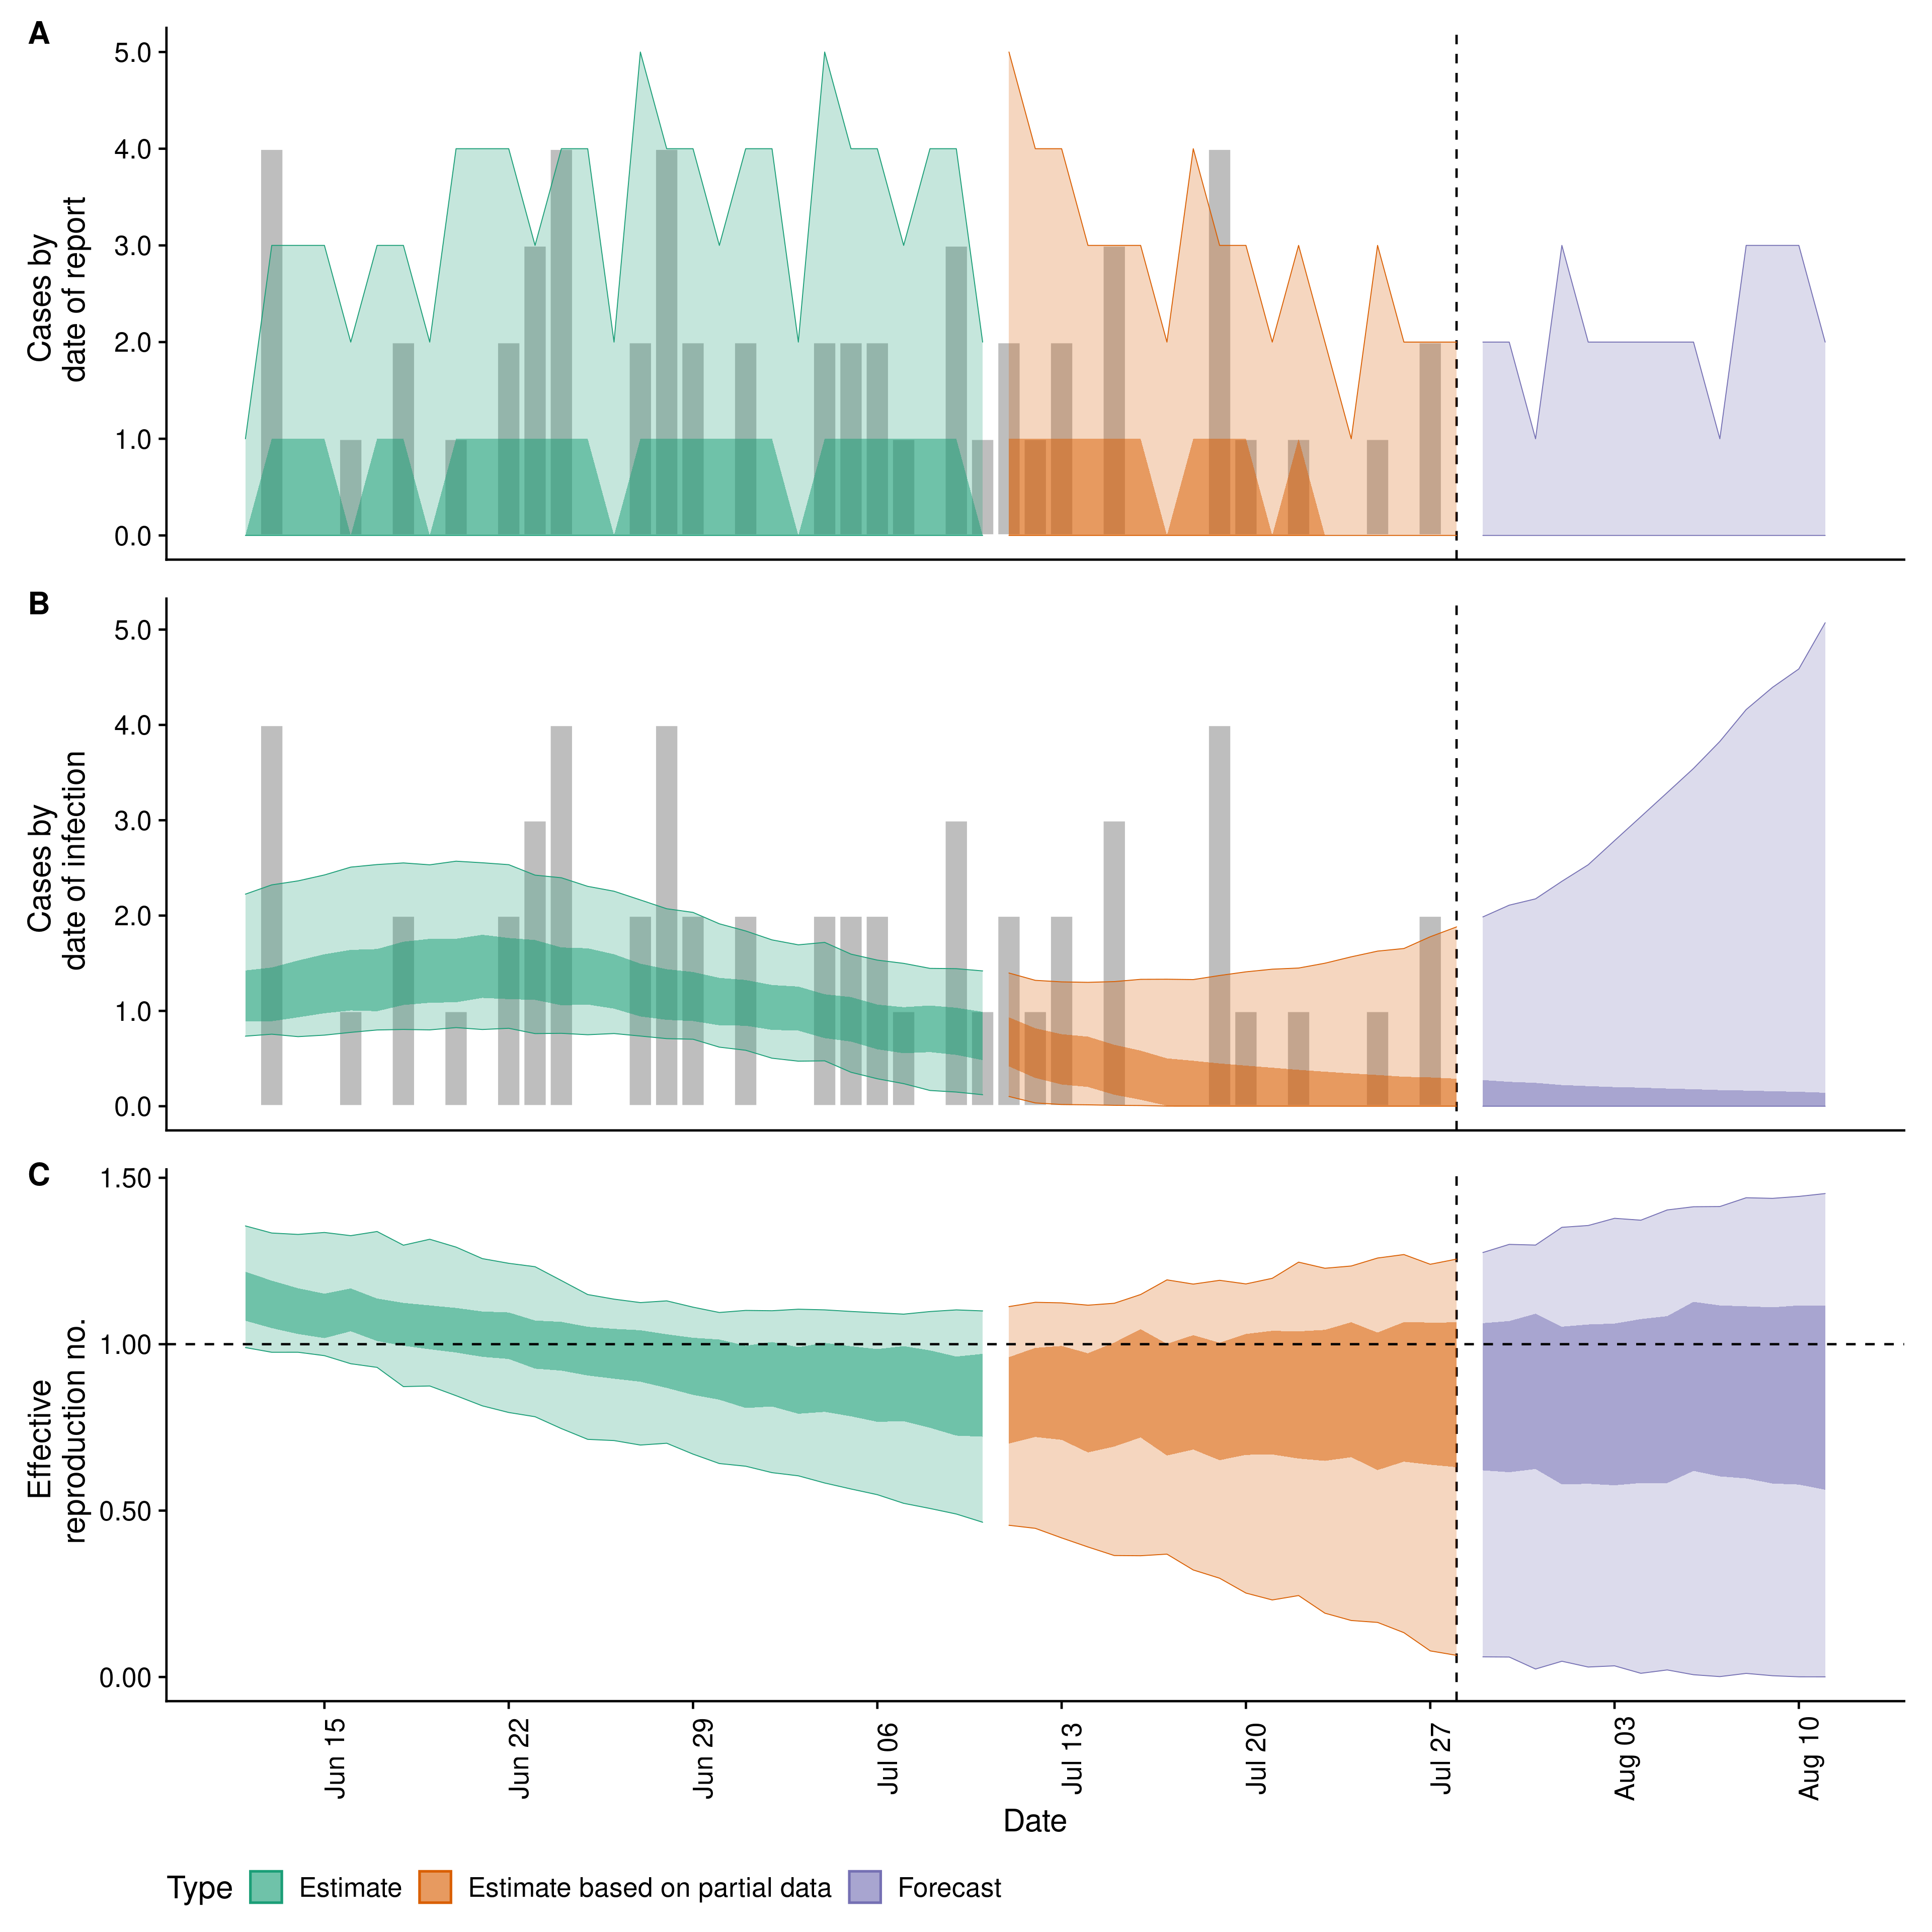 A
5.0
4.0
3.0
2.0
1.0
0.0
Cases by
date of report
B
5.0
4.0
3.0
2.0
1.0
0.0
Cases by
date of infection
C
1.50
1.00
0.50
0.00
Effective
reproduction no.
Jun 15
Jun 22
Jun 29
Jul 06
Jul 13
Jul 20
Jul 27
Aug 03
Aug 10
Date
Type
Estimate
Estimate based on partial data
Forecast